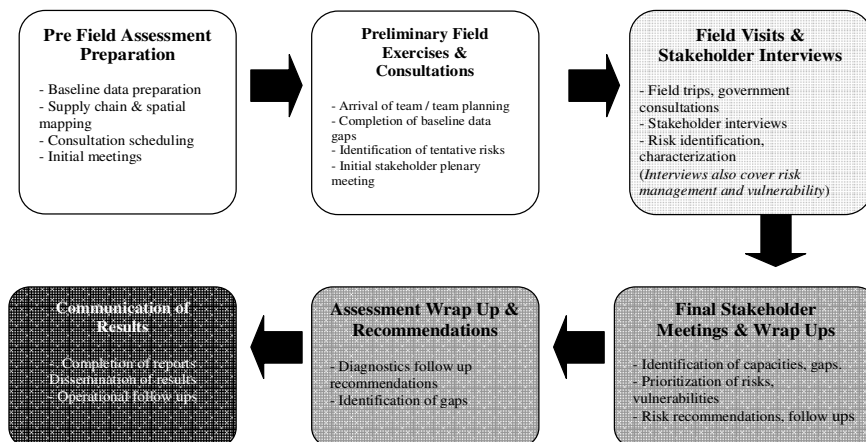 Pre Field Assessment
Preparation
- Baseline data preparation
- Supply chain & spatial
mapping
- Consultation scheduling
- Initial meetings
Preliminary Field
Exercises &
Consultations
- Arrival of team / team planning
- Completion of baseline data
gaps
- Identification of tentative risks
- Initial stakeholder plenary
meeting
Field Visits &
Stakeholder Interviews
- Field trips, government
consultations
- Stakeholder interviews
- Risk identification,
characterization
(Interviews also cover risk
management and vulnerability)
Final Stakeholder
Meetings & Wrap Ups
- Identification of capacities, gaps.
- Prioritization of risks,
vulnerabilities
- Risk recommendations, follow ups
Assessment Wrap Up &
Recommendations
- Diagnostics follow up
recommendations
- Identification of gaps
Communication of
Results
- Completion of reports
Dissemination of results
- Operational follow ups